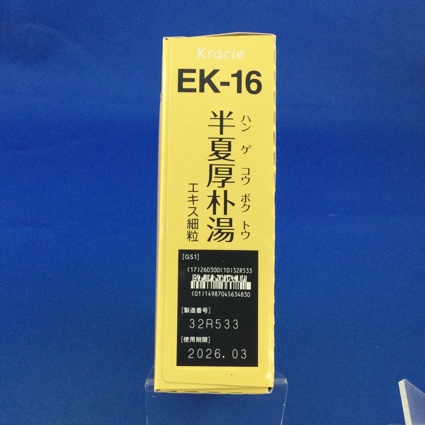 Kracie
EK-16
半夏厚朴湯
ハン ゲ コウ ボク トウ
エキス細粒
[GS1]
(17)260300(10)32R533
(01)14987045634830
[製造番号]
32R533
[使用期限]
2026.03